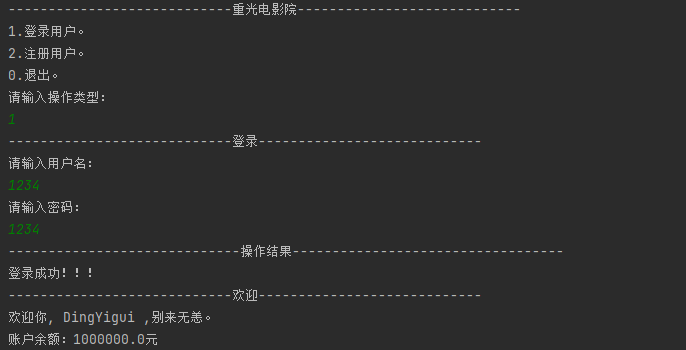 ----------------------------重光电影院----------------------------
1.登录用户。
2.注册用户。
0.退出。
请输入操作类型：
1
----------------------------登录----------------------------
请输入用户名：
1234
请输入密码：
1234
-----------------------------操作结果----------------------------------
登录成功！！！
----------------------------欢迎----------------------------
欢迎你, DingYigui ,别来无恙。
账户余额：1000000.0元